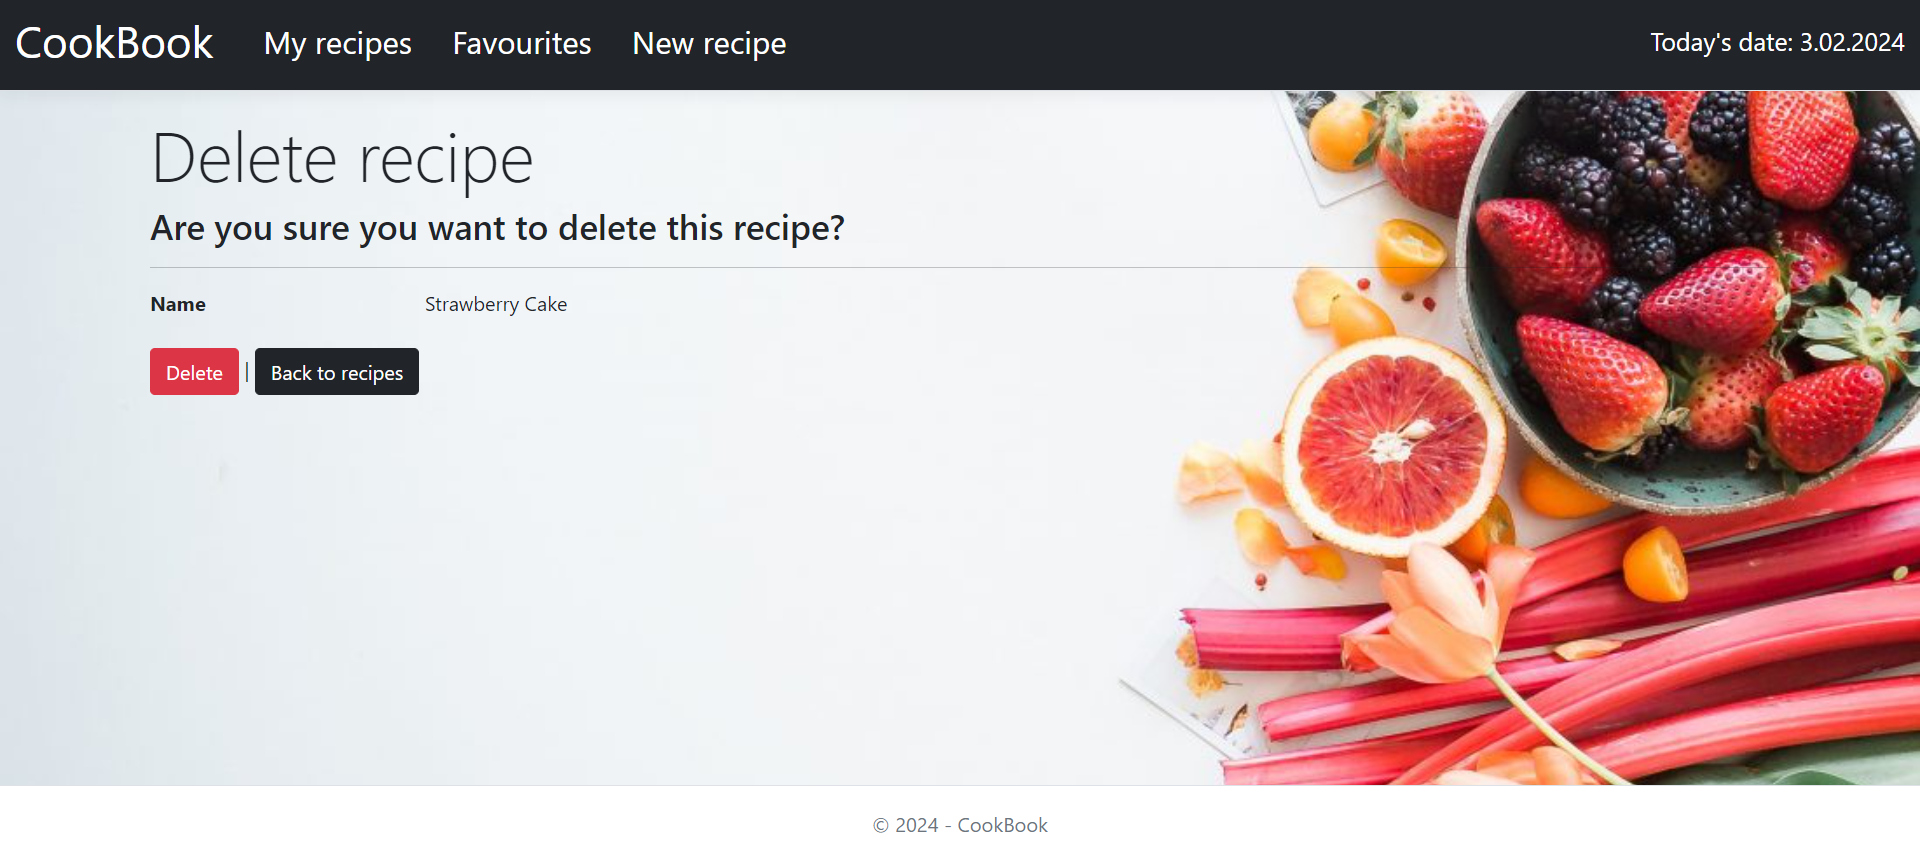 CookBook My recipes Favourites New recipe Today's date: 3.02.2024
Delete recipe
Are you sure you want to delete this recipe?
Name Strawberry Cake
Delete | Back to recipes
© 2024 - CookBook